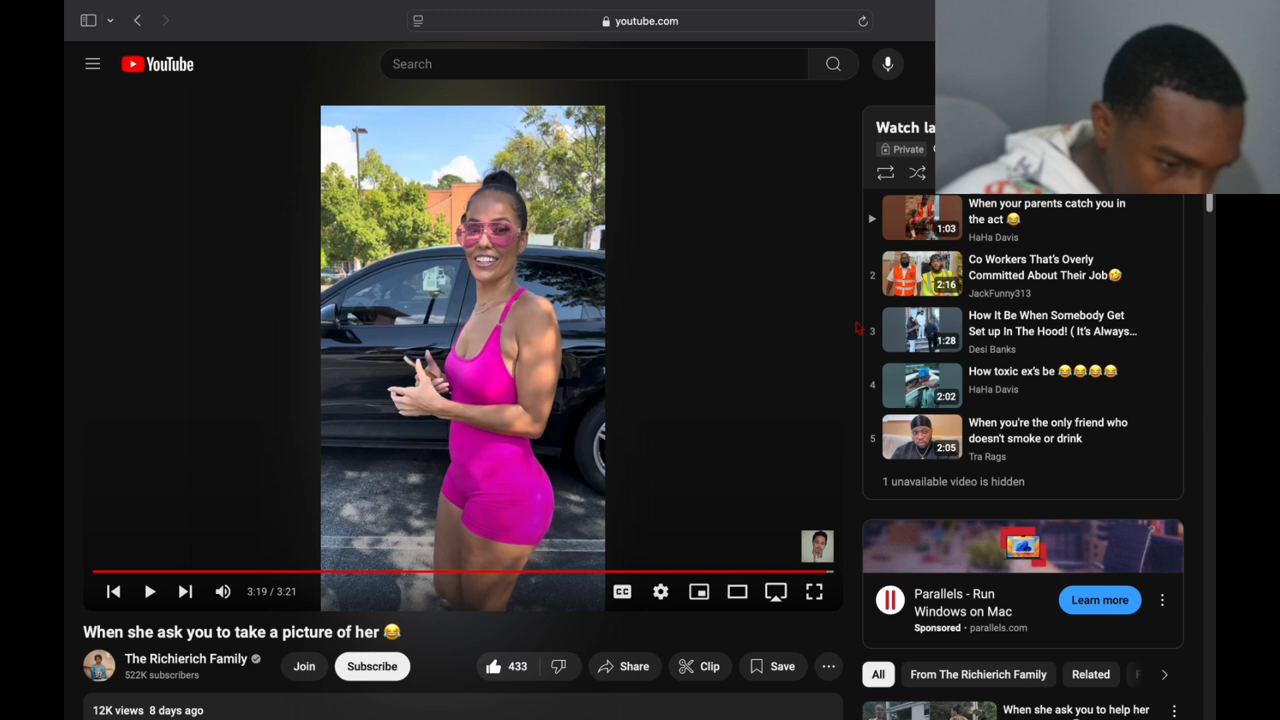 youtube.com
YouTube
Search
Watch la
Private
When your parents catch you in
the act 😂
HaHa Davis
1:03
2
Co Workers That's Overly
Committed About Their Job🤣
JackFunny313
2:16
3
How It Be When Somebody Get
Set up In The Hood! ( It's Always...
Desi Banks
1:28
4
How toxic ex's be 😂😂😂😂
HaHa Davis
2:02
5
When you're the only friend who
doesn't smoke or drink
Tra Rags
2:05
1 unavailable video is hidden
3:19 / 3:21
CC
Parallels - Run
Windows on Mac
Sponsored · parallels.com
Learn more
When she ask you to take a picture of her 😂
The Richierich Family
522K subscribers
Join
Subscribe
433
Share
Clip
Save
All
From The Richierich Family
Related
12K views 8 days ago
When she ask you to help her